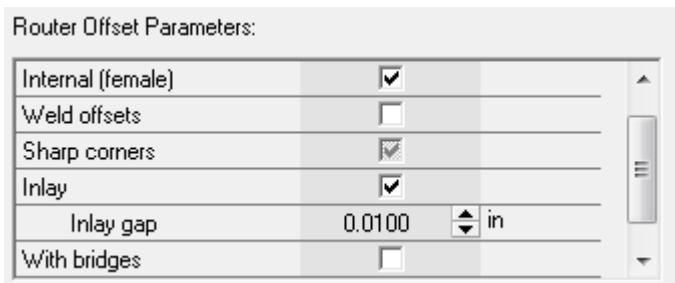 Router Offset Parameters:
Internal (female)
Weld offsets
Sharp corners
Inlay
Inlay gap 0.0100 in
With bridges